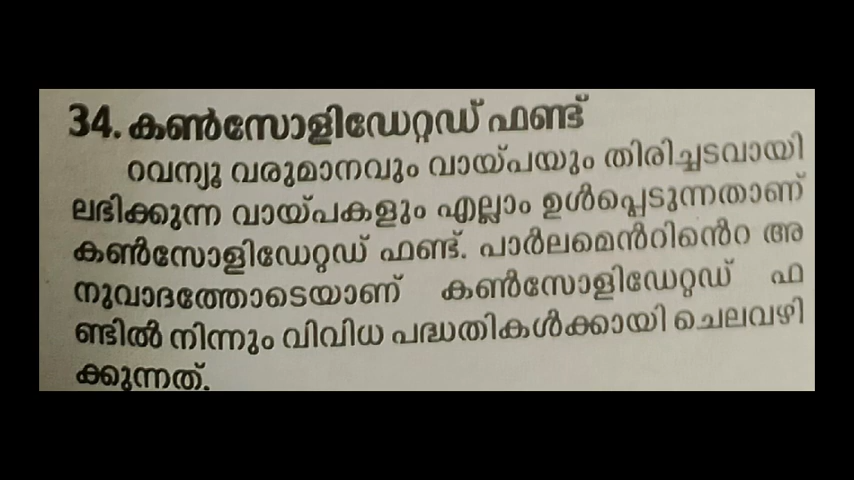 34. കൺസോളിഡേറ്റഡ് ഫണ്ട്
റവന്യൂ വരുമാനവും വായ്പയും തിരിച്ചടവായി
ലഭിക്കുന്ന വായ്പകളും എല്ലാം ഉൾപ്പെടുന്നതാണ്
കൺസോളിഡേറ്റഡ് ഫണ്ട്. പാർലമെൻറിൻെറ അ
നുവാദത്തോടെയാണ് കൺസോളിഡേറ്റഡ് ഫ
ണ്ടിൽ നിന്നും വിവിധ പദ്ധതികൾക്കായി ചെലവഴി
ക്കുന്നത്.